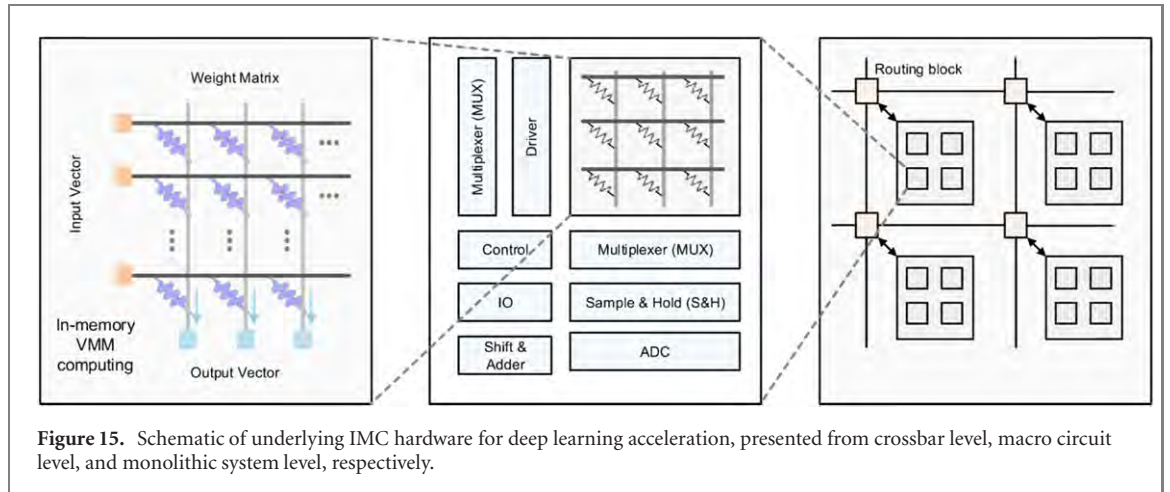 Weight Matrix
Input Vector
...
...
In-memory
VMM
computing
Output Vector
Multiplexer (MUX)
Driver
Control
Multiplexer (MUX)
IO
Sample & Hold (S&H)
Shift &
Adder
ADC
Routing block
Figure 15. Schematic of underlying IMC hardware for deep learning acceleration, presented from crossbar level, macro circuit
level, and monolithic system level, respectively.